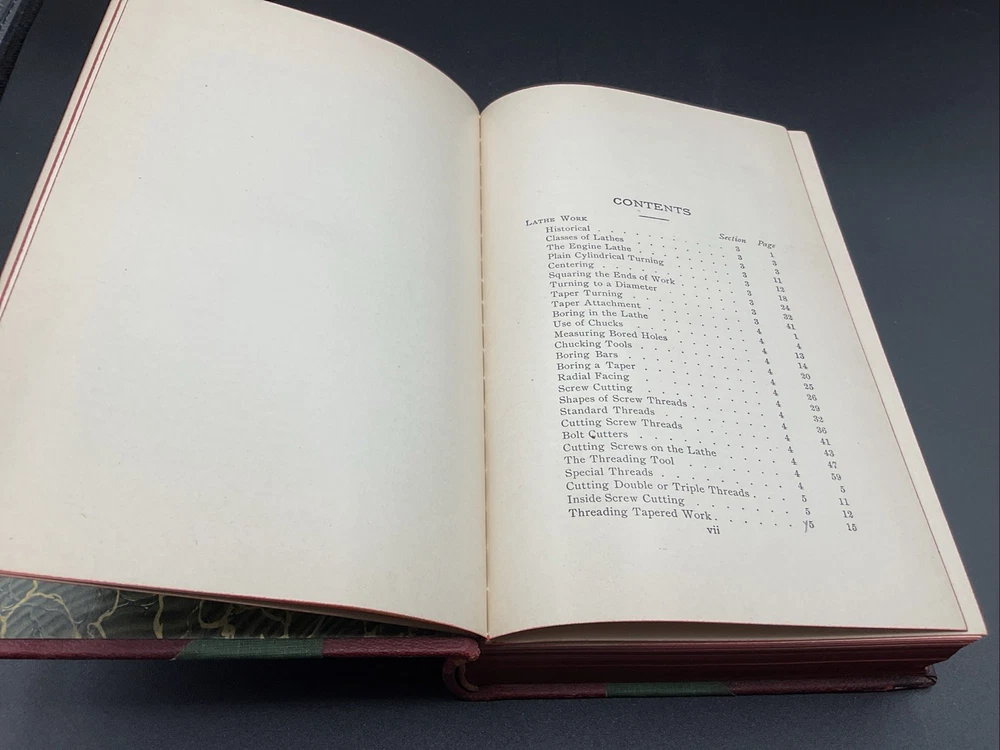 CONTENTS
Section Page
LATHE WORK
Historical . . . . . . . . 3 1
Classes of Lathes . . . . . . . 3 3
The Engine Lathe . . . . . . . 3 3
Plain Cylindrical Turning . . . . . . 3 11
Centering . . . . . . . . 3 12
Squaring the Ends of Work . . . . . 3 18
Turning to a Diameter . . . . . . 3 24
Taper Turning . . . . . . . 3 32
Taper Attachment . . . . . . . 3 41
Boring in the Lathe . . . . . . 4 1
Use of Chucks . . . . . . . 4 4
Measuring Bored Holes . . . . . . 4 13
Chucking Tools . . . . . . . 4 14
Boring Bars . . . . . . . . 4 20
Boring a Taper . . . . . . . 4 25
Radial Facing . . . . . . . 4 26
Screw Cutting . . . . . . . 4 29
Shapes of Screw Threads . . . . . . 4 32
Standard Threads . . . . . . . 4 36
Cutting Screw Threads . . . . . . 4 41
Bolt Cutters . . . . . . . 4 43
Cutting Screws on the Lathe . . . . . 4 47
The Threading Tool . . . . . . 4 59
Special Threads . . . . . . . 5 5
Cutting Double or Triple Threads . . . . 5 11
Inside Screw Cutting . . . . . . 5 12
Threading Tapered Work . . . . . . 5 15
vii